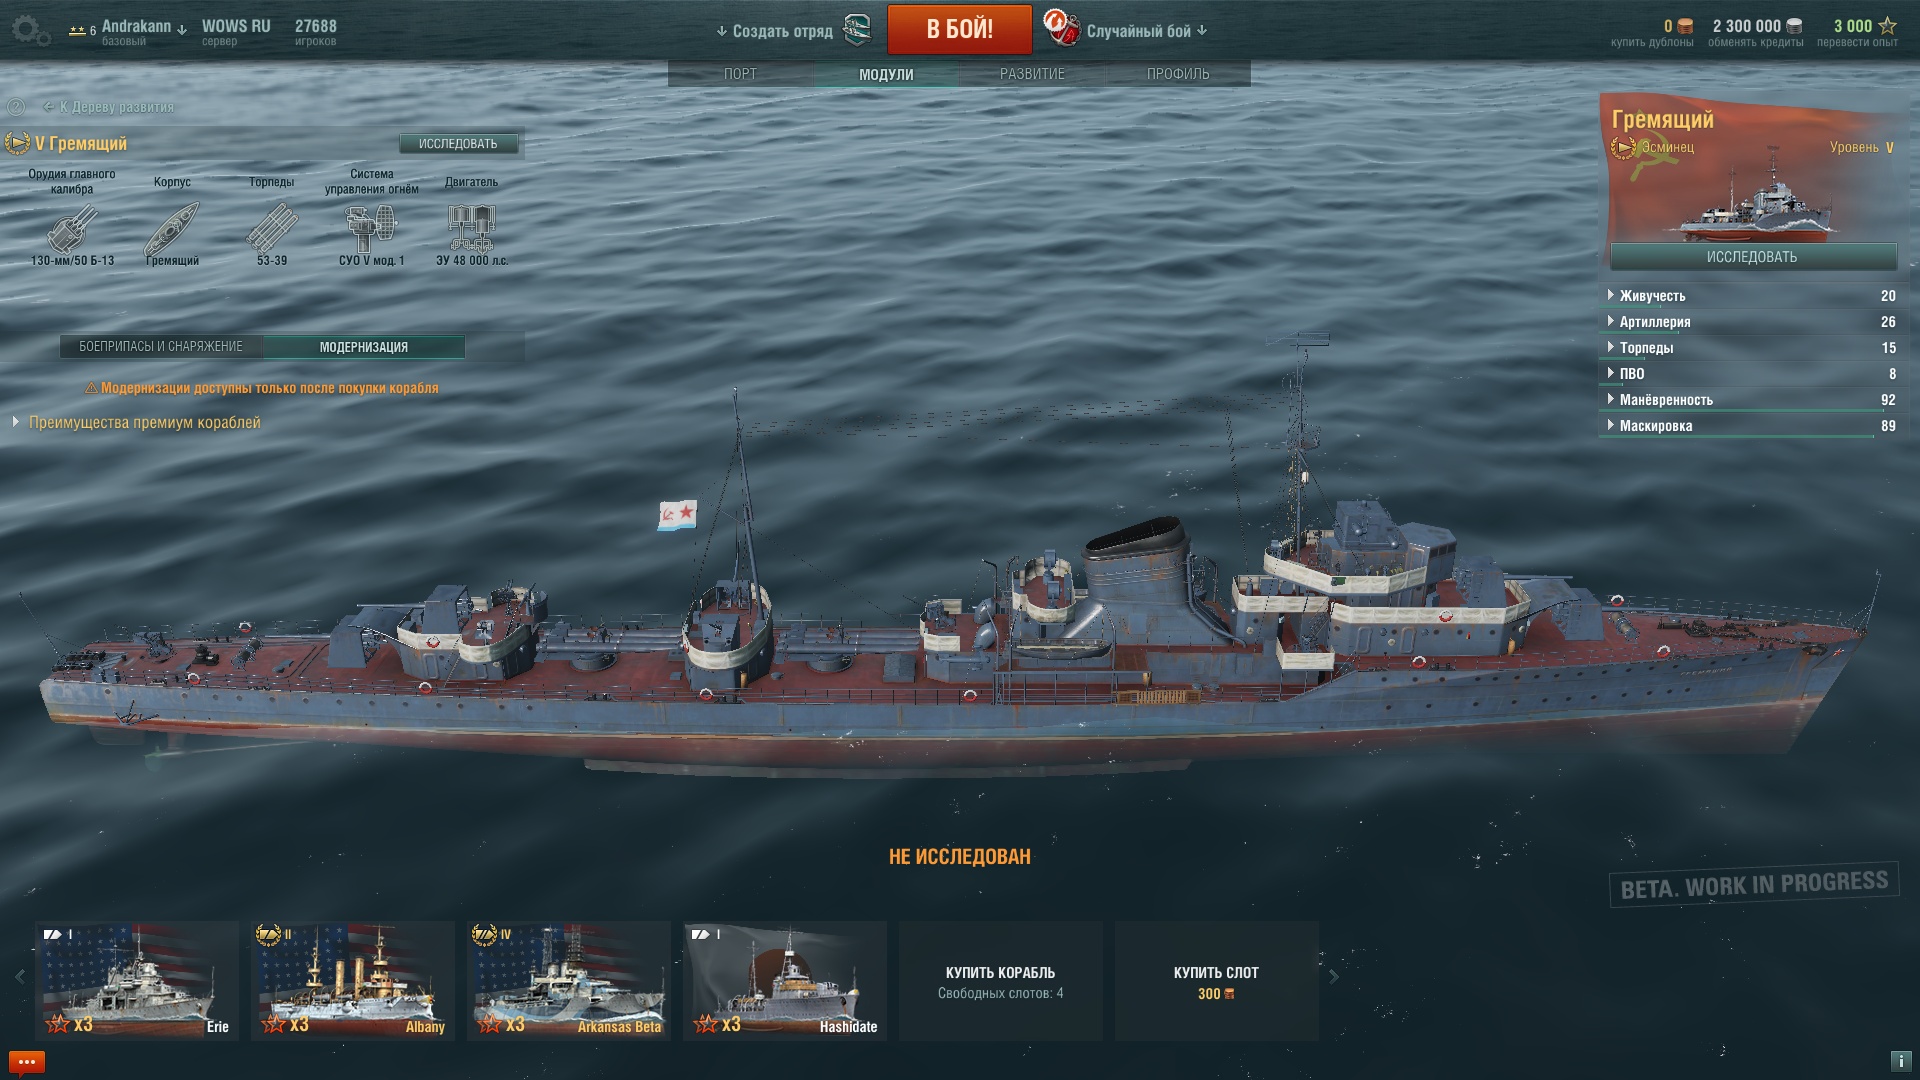 6 Andrakann
базовый
WOWS RU
сервер
27688
игроков
Создать отряд
В БОЙ!
Случайный бой
0
купить дублоны
2 300 000
обменять кредиты
3 000
перевести опыт
ПОРТ
МОДУЛИ
РАЗВИТИЕ
ПРОФИЛЬ
? К Дереву развития
V Гремящий
ИССЛЕДОВАТЬ
Орудия главного калибра
Корпус
Торпеды
Система управления огнём
Двигатель
130-мм/50 Б-13
Гремящий
53-39
СУО V мод. 1
ЭУ 48 000 л.с.
БОЕПРИПАСЫ И СНАРЯЖЕНИЕ
МОДЕРНИЗАЦИЯ
Модернизации доступны только после покупки корабля
Преимущества премиум кораблей
Гремящий
Эсминец
Уровень V
ИССЛЕДОВАТЬ
Живучесть 20
Артиллерия 26
Торпеды 15
ПВО 8
Манёвренность 92
Маскировка 89
ГРЕМЯЩИЙ
НЕ ИССЛЕДОВАН
BETA. WORK IN PROGRESS
I
x3
Erie
II
x3
Albany
IV
x3
Arkansas Beta
I
x3
Hashidate
КУПИТЬ КОРАБЛЬ
Свободных слотов: 4
КУПИТЬ СЛОТ
300
i